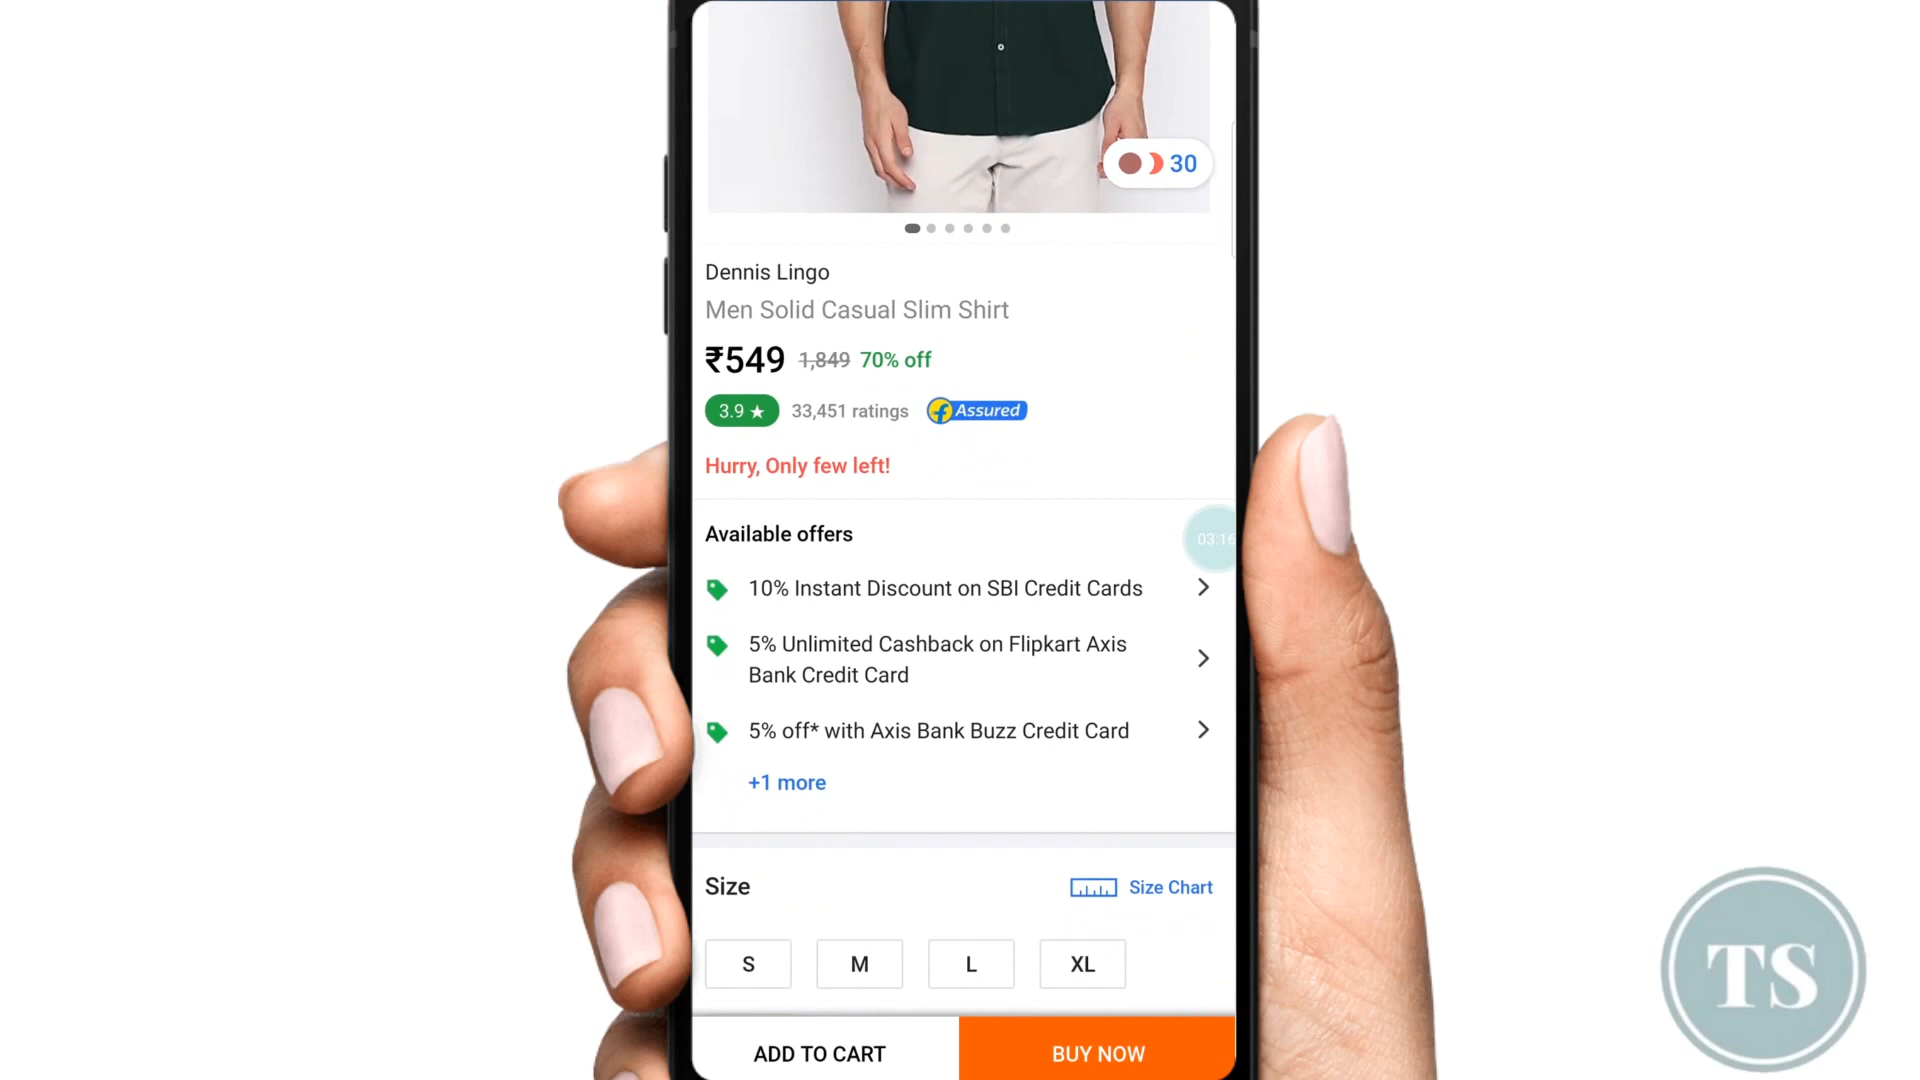 30
Dennis Lingo
Men Solid Casual Slim Shirt
₹549 1,849 70% off
3.9 ★ 33,451 ratings f Assured
Hurry, Only few left!
Available offers
03:16
10% Instant Discount on SBI Credit Cards
5% Unlimited Cashback on Flipkart Axis
Bank Credit Card
5% off* with Axis Bank Buzz Credit Card
+1 more
Size Size Chart
S M L XL
ADD TO CART BUY NOW
TS